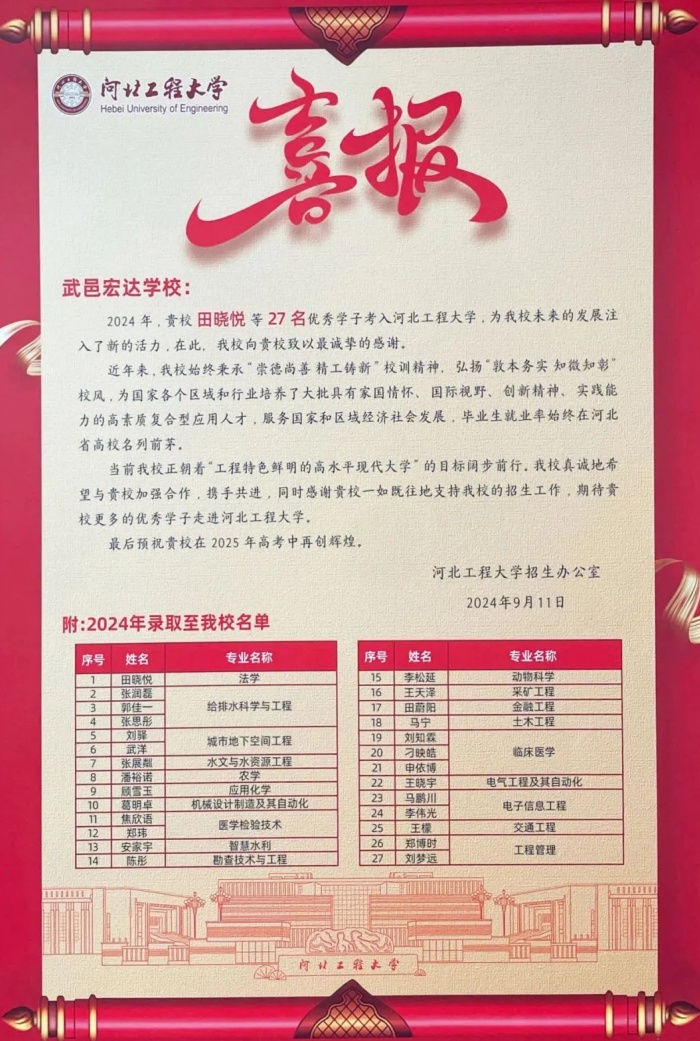 河北工程大学
Hebei University of Engineering
喜报
武邑宏达学校：
2024 年，贵校 田晓悦 等 27 名优秀学子考入河北工程大学，为我校未来的发展注
入了新的活力，在此，我校向贵校致以最诚挚的感谢。
近年来，我校始终秉承“崇德尚善 精工铸新”校训精神，弘扬“敦本务实 知微知彰”
校风，为国家各个区域和行业培养了大批具有家国情怀、国际视野、创新精神、实践能
力的高素质复合型应用人才，服务国家和区域经济社会发展，毕业生就业率始终在河北
省高校名列前茅。
当前我校正朝着“工程特色鲜明的高水平现代大学”的目标阔步前行。我校真诚地希
望与贵校加强合作，携手共进，同时感谢贵校一如既往地支持我校的招生工作，期待贵
校更多的优秀学子走进河北工程大学。
最后预祝贵校在 2025 年高考中再创辉煌。
河北工程大学招生办公室
2024年9月11日
附:2024年录取至我校名单
序号 姓名 专业名称
1 田晓悦 法学
2 张润磊 给排水科学与工程
3 郭佳一
4 张思彤
5 刘驿 城市地下空间工程
6 武洋
7 张展粼 水文与水资源工程
8 潘裕诺 农学
9 顾雪玉 应用化学
10 葛明卓 机械设计制造及其自动化
11 焦欣语 医学检验技术
12 郑玮
13 安家宇 智慧水利
14 陈彤 勘查技术与工程
序号 姓名 专业名称
15 李松延 动物科学
16 王天泽 采矿工程
17 田蔚阳 金融工程
18 马宁 土木工程
19 刘知霖 临床医学
20 刁映皓
21 申依博
22 王晓宇 电气工程及其自动化
23 马鹏川 电子信息工程
24 李伟光
25 王檬 交通工程
26 郑博时 工程管理
27 刘梦远
河北工程大学